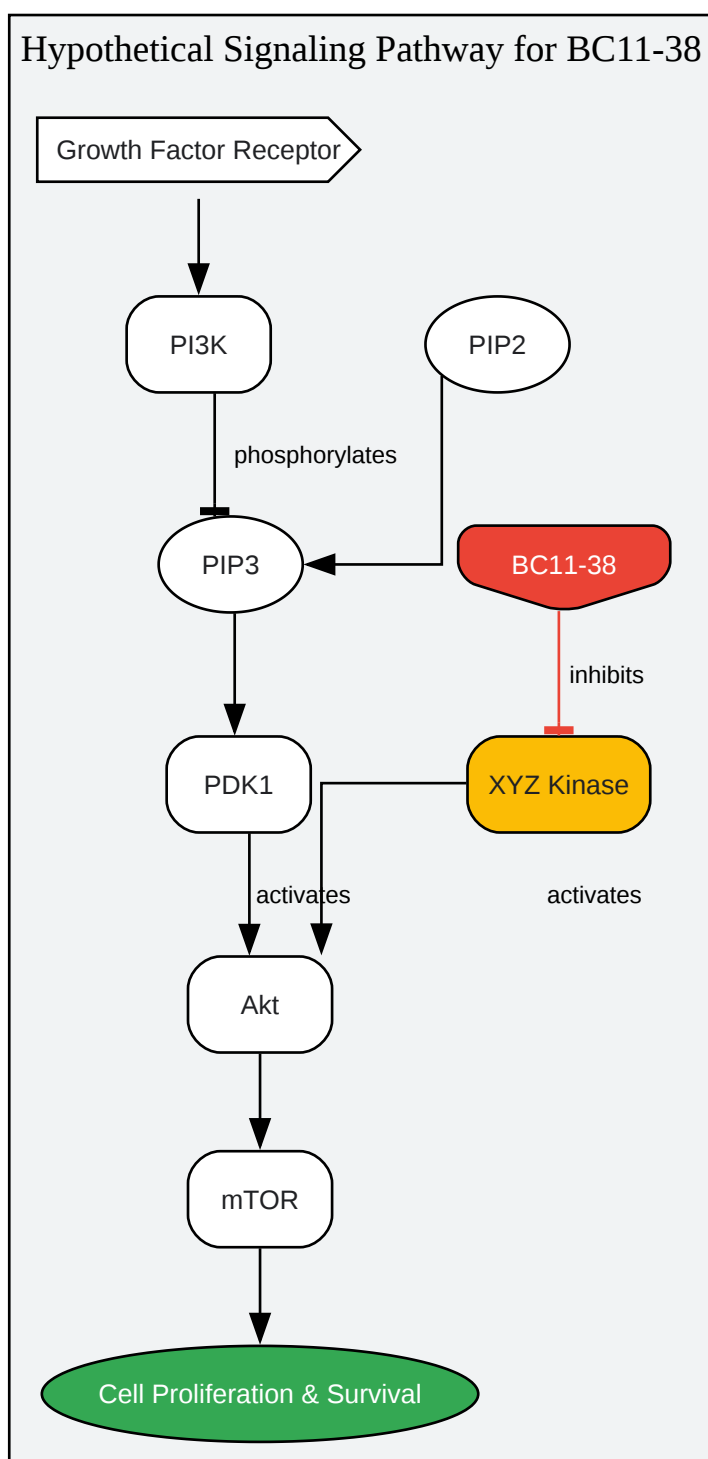 Hypothetical Signaling Pathway for BC11-38
Growth Factor Receptor
PI3K
PIP2
phosphorylates
PIP3
BC11-38
inhibits
PDK1
XYZ Kinase
activates
activates
Akt
mTOR
Cell Proliferation & Survival